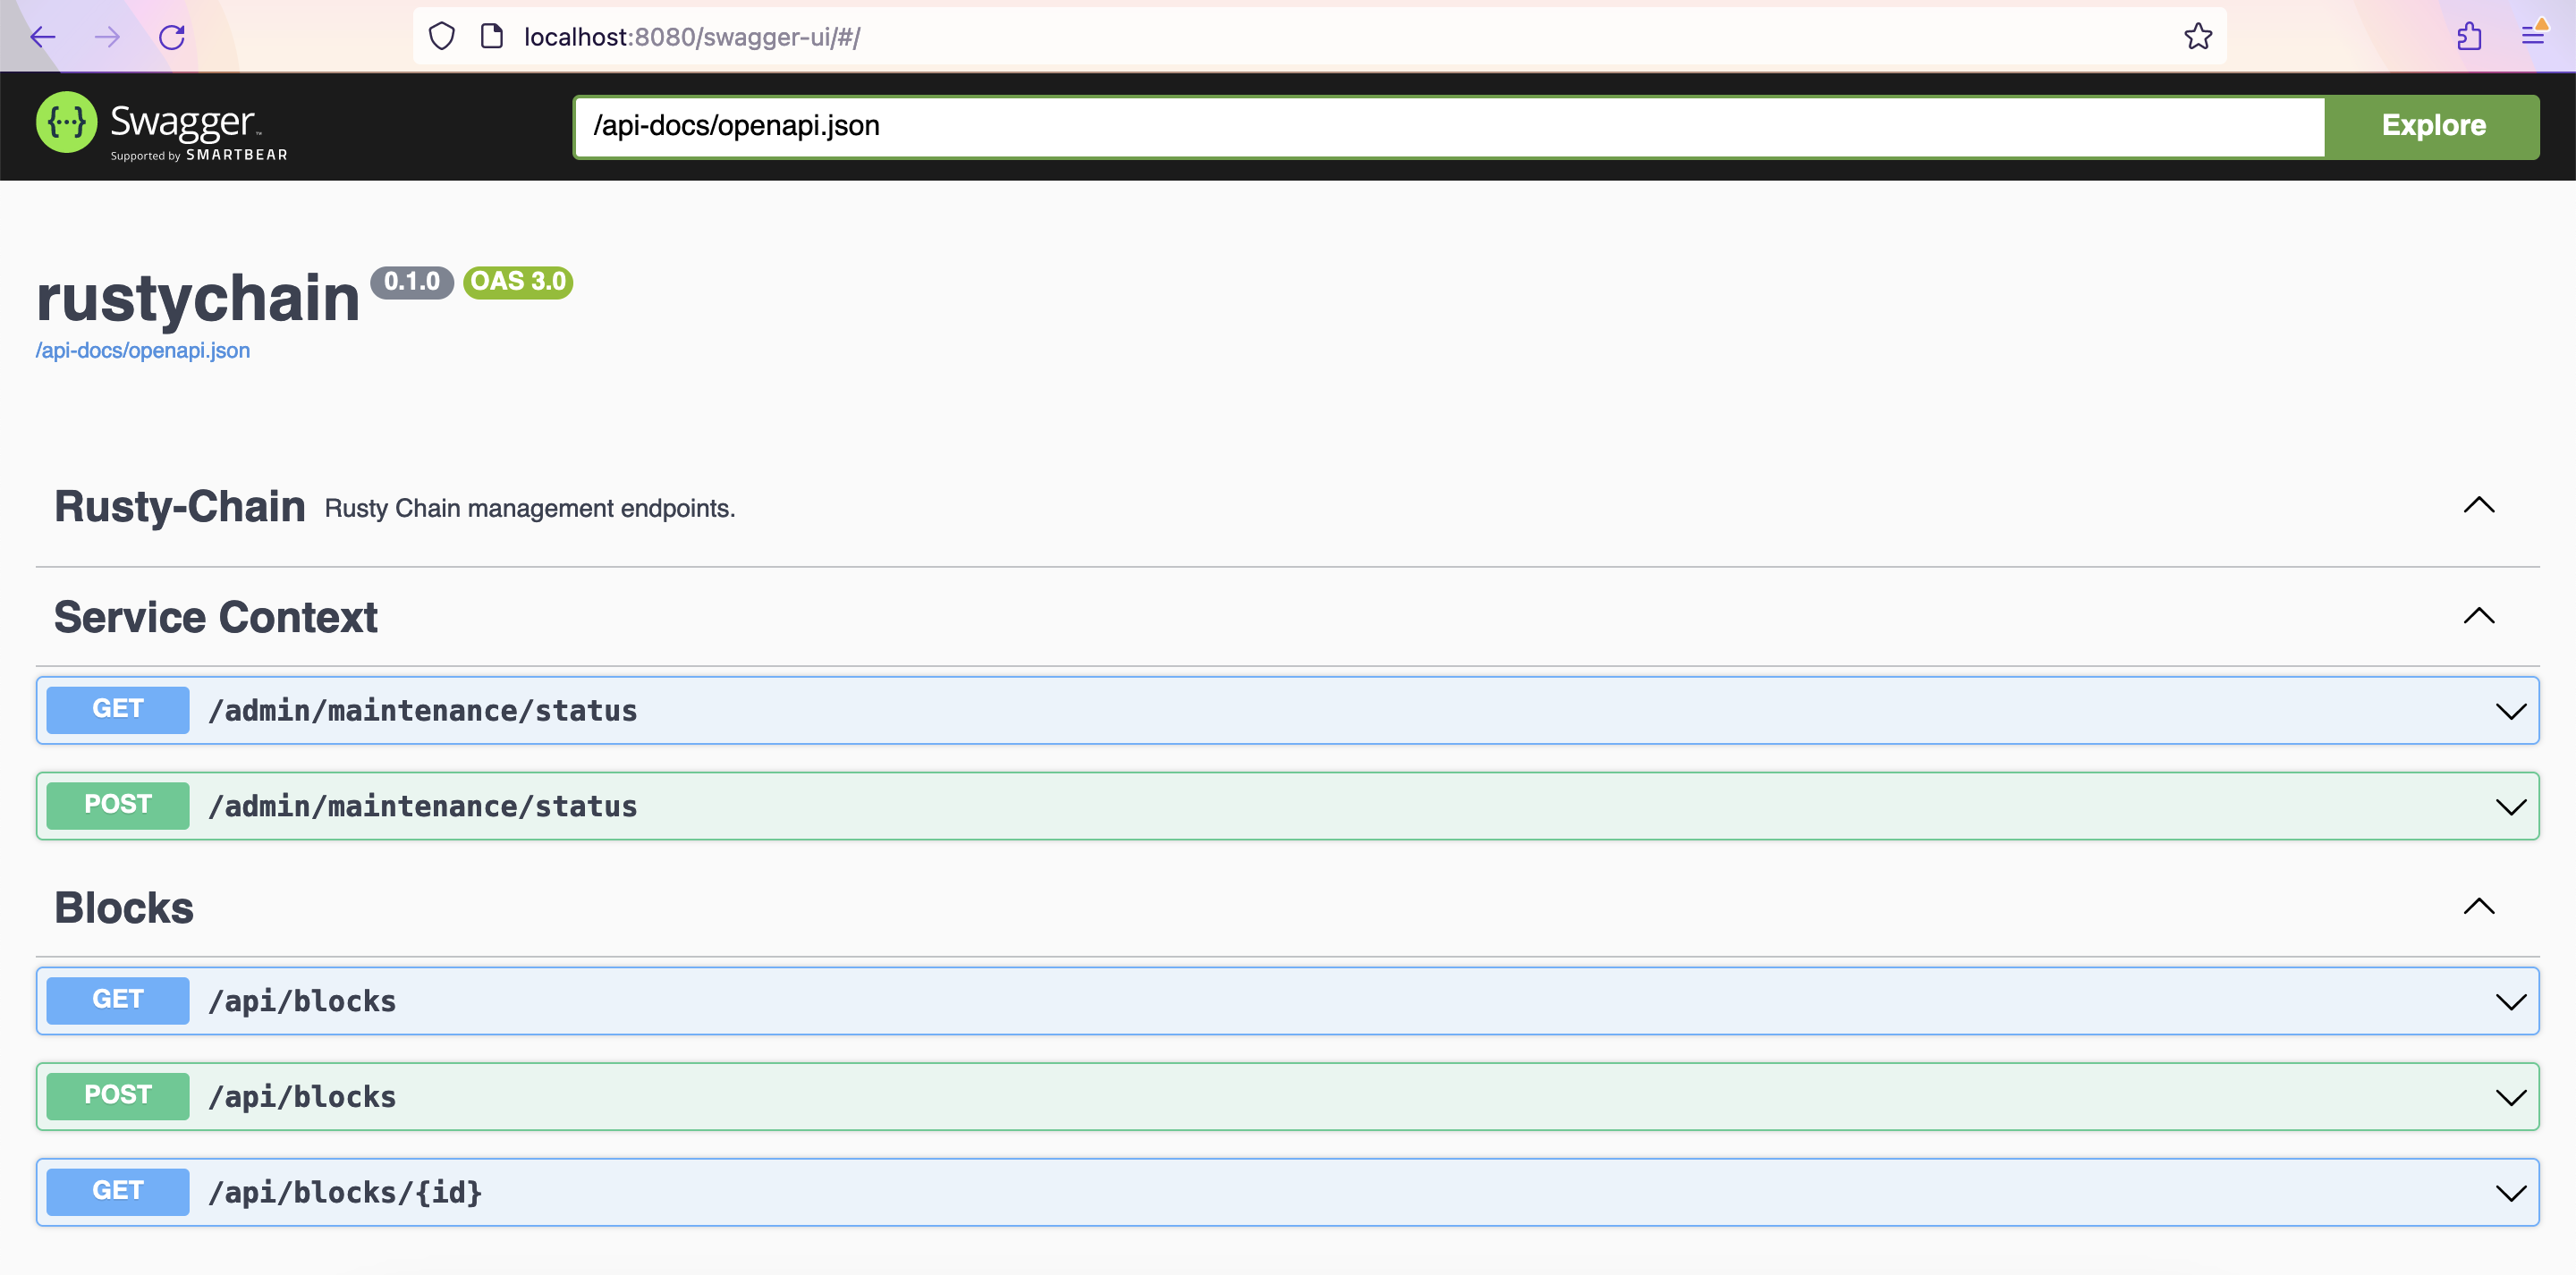 localhost:8080/swagger-ui/#/
{···} Swagger™
Supported by SMARTBEAR
/api-docs/openapi.json
Explore
rustychain 0.1.0 OAS 3.0
/api-docs/openapi.json
Rusty-Chain Rusty Chain management endpoints.
Service Context
GET /admin/maintenance/status
POST /admin/maintenance/status
Blocks
GET /api/blocks
POST /api/blocks
GET /api/blocks/{id}